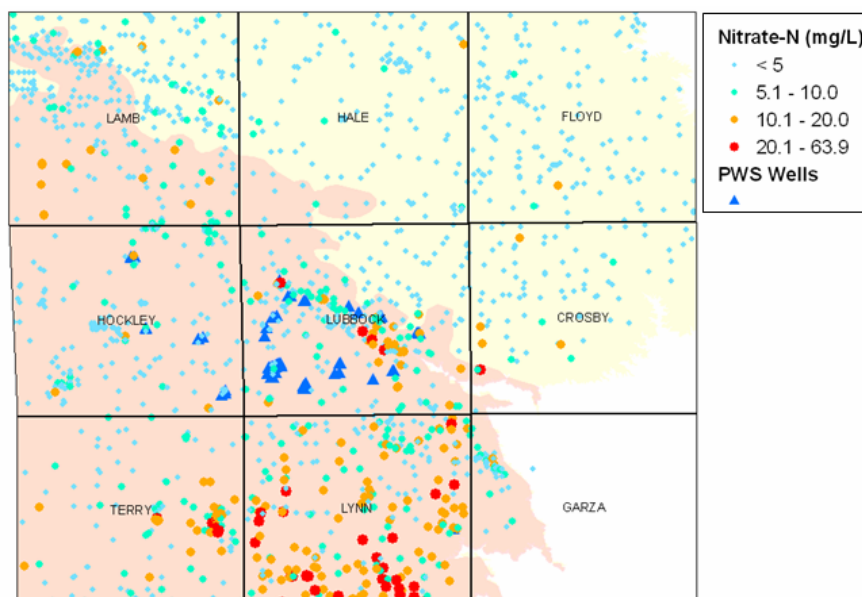 Nitrate-N (mg/L)
< 5
5.1 - 10.0
10.1 - 20.0
20.1 - 63.9
PWS Wells
LAMB
HALE
FLOYD
HOCKLEY
LUBBOCK
CROSBY
TERRY
LYNN
GARZA